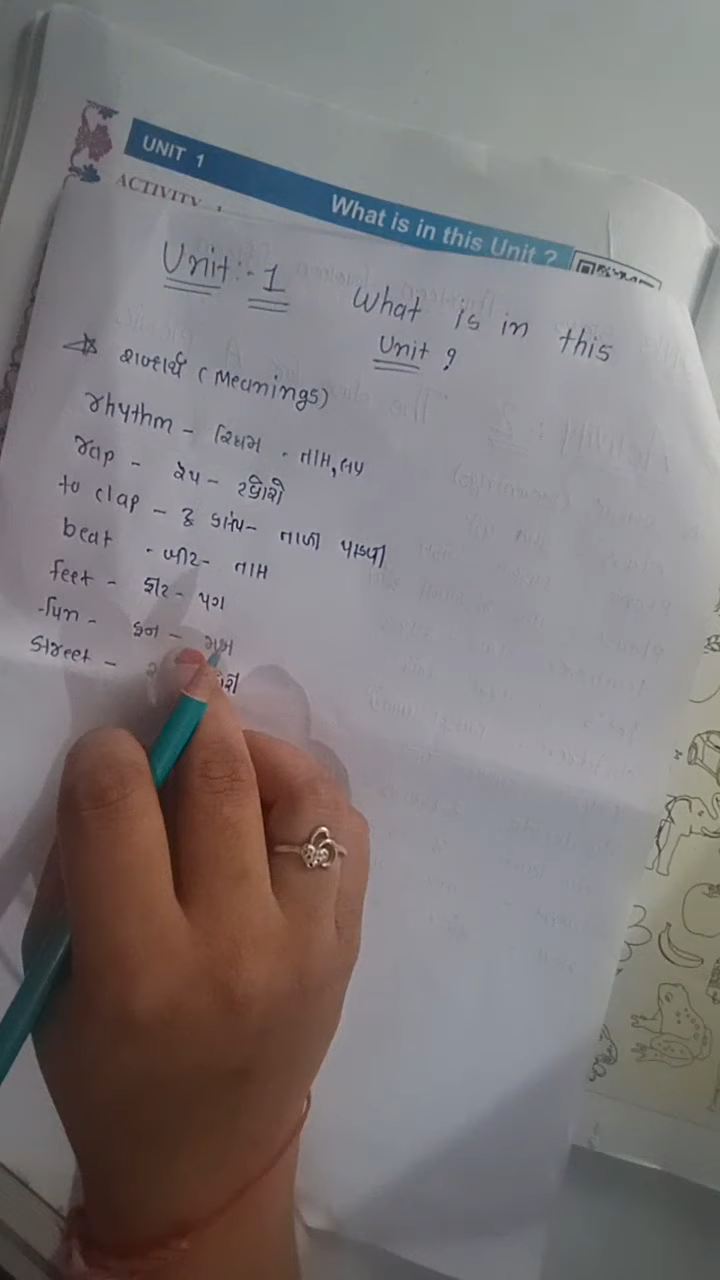 UNIT 1
What is in this Unit ?
ACTIVITY
Unit:- 1 What is in this
Unit ?
શબ્દાર્થ (Meanings)
rhythm - રિધમ - તાલ, લય
rap - રેપ -
to clap - ટુ ક્લેપ - તાળી પાડવી
beat - બીટ - તાલ
feet - ફીટ - પગ
fun - ફન -
street -